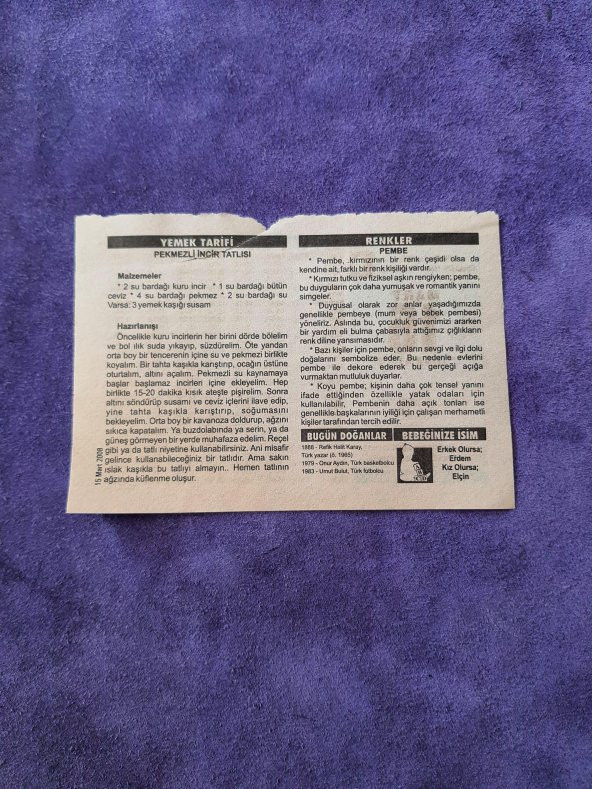 YEMEK TARİFİ
PEKMEZLİ İNCİR TATLISI
Malzemeler
* 2 su bardağı kuru incir * 1 su bardağı bütün
ceviz * 4 su bardağı pekmez * 2 su bardağı su
Varsa: 3 yemek kaşığı susam
Hazırlanışı
Öncelikle kuru incirlerin her birini dörde bölelim
ve bol ılık suda yıkayıp, süzdürelim. Öte yandan
orta boy bir tencerenin içine su ve pekmezi birlikte
koyalım. Bir tahta kaşıkla karıştırıp, ocağın üstüne
oturtalım, altını açalım. Pekmezli su kaynamaya
başlar başlamaz incirleri içine ekleyelim. Hep
birlikte 15-20 dakika kısık ateşte pişirelim. Sonra
altını söndürüp susamı ve ceviz içlerini ilave edip,
yine tahta kaşıkla karıştırıp, soğumasını
bekleyelim. Orta boy bir kavanoza doldurup, ağzını
sıkıca kapatalım. Ya buzdolabında ya serin, ya da
güneş görmeyen bir yerde muhafaza edelim. Reçel
gibi ya da tatlı niyetine kullanabilirsiniz. Ani misafir
gelince kullanabileceğiniz bir tatlıdır. Ama sakın
ıslak kaşıkla bu tatlıyı almayın.. Hemen tatlının
ağzında küflenme oluşur.
15 Mart 2008
RENKLER
PEMBE
* Pembe, kırmızının bir renk çeşidi olsa da
kendine ait, farklı bir renk kişiliği vardır.
* Kırmızı tutku ve fiziksel aşkın rengiyken; pembe,
bu duyguların çok daha yumuşak ve romantik yanını
simgeler.
* Duygusal olarak zor anlar yaşadığımızda
genellikle pembeye (mum veya bebek pembesi)
yöneliriz. Aslında bu, çocukluk güvenimizi ararken
bir yardım eli bulma çabasıyla attığımız çığlıkların
renk diline yansımasıdır.
* Bazı kişiler için pembe, onların sevgi ve ilgi dolu
doğalarını sembolize eder. Bu nedenle evlerini
pembe ile dekore ederek bu gerçeği açığa
vurmaktan mutluluk duyarlar.
* Koyu pembe; kişinin daha çok tensel yanını
ifade ettiğinden özellikle yatak odaları için
kullanılabilir, Pembenin daha açık tonları ise
genellikle başkalarının iyiliği için çalışan merhametli
kişiler tarafından tercih edilir.
BUGÜN DOĞANLAR
1888 - Refik Halit Karay,
Türk yazar (ö. 1965)
1979 - Onur Aydın, Türk basketbolcu
1983 - Umut Bulut, Türk futbolcu
BEBEĞİNİZE İSİM
Erkek Olursa;
Erdem
Kız Olursa;
Elçin